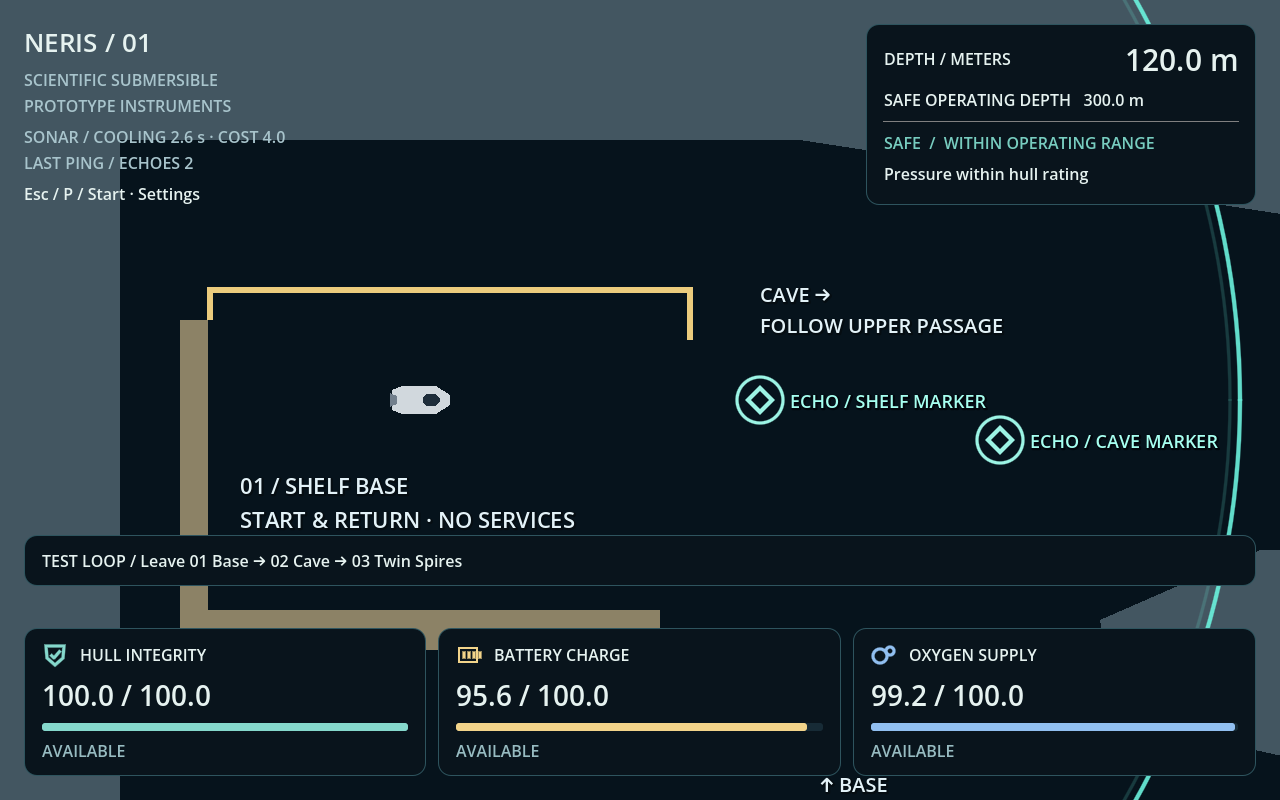 NERIS / 01
SCIENTIFIC SUBMERSIBLE
PROTOTYPE INSTRUMENTS
SONAR / COOLING 2.6 s · COST 4.0
LAST PING / ECHOES 2
Esc / P / Start · Settings
DEPTH / METERS 120.0 m
SAFE OPERATING DEPTH 300.0 m
SAFE / WITHIN OPERATING RANGE
Pressure within hull rating
CAVE →
FOLLOW UPPER PASSAGE
ECHO / SHELF MARKER
ECHO / CAVE MARKER
01 / SHELF BASE
START & RETURN · NO SERVICES
TEST LOOP / Leave 01 Base → 02 Cave → 03 Twin Spires
HULL INTEGRITY
100.0 / 100.0
AVAILABLE
BATTERY CHARGE
95.6 / 100.0
AVAILABLE
OXYGEN SUPPLY
99.2 / 100.0
AVAILABLE
↑ BASE